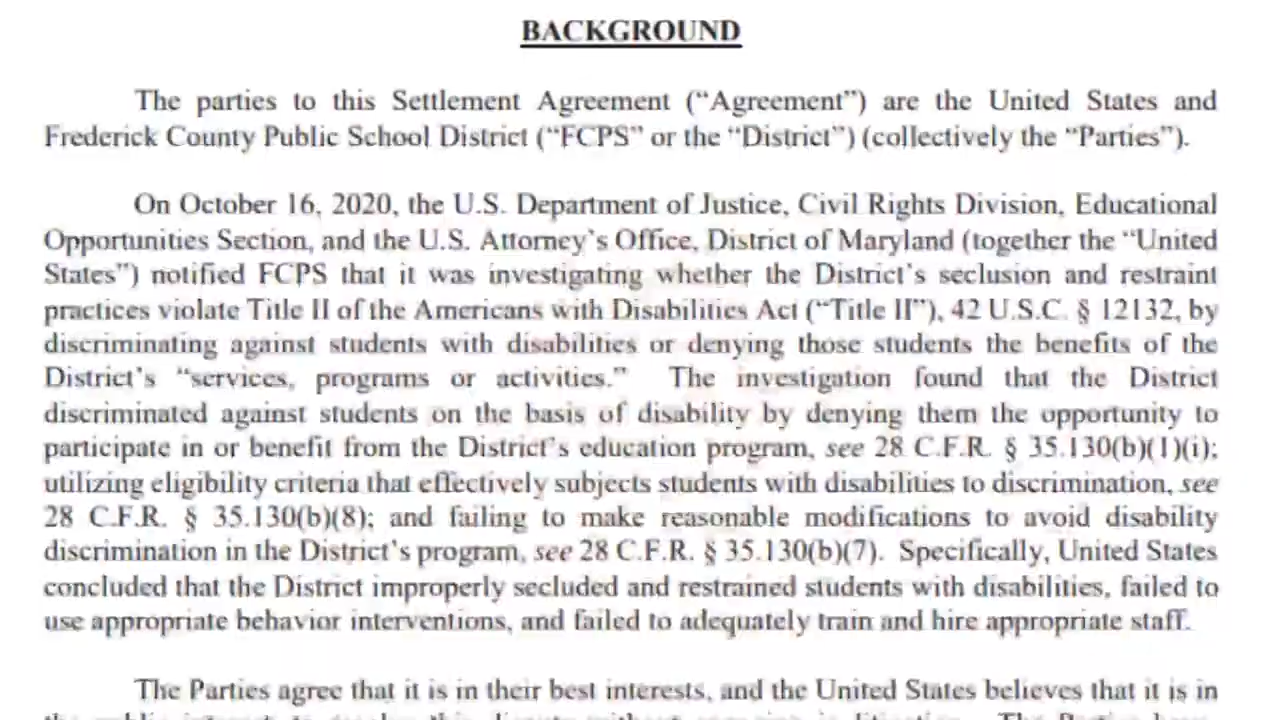 BACKGROUND
The parties to this Settlement Agreement (“Agreement”) are the United States and
Frederick County Public School District (“FCPS” or the “District”) (collectively the “Parties”).
On October 16, 2020, the U.S. Department of Justice, Civil Rights Division, Educational
Opportunities Section, and the U.S. Attorney’s Office, District of Maryland (together the “United
States”) notified FCPS that it was investigating whether the District’s seclusion and restraint
practices violate Title II of the Americans with Disabilities Act (“Title II”), 42 U.S.C. § 12132, by
discriminating against students with disabilities or denying those students the benefits of the
District’s “services, programs or activities.” The investigation found that the District
discriminated against students on the basis of disability by denying them the opportunity to
participate in or benefit from the District’s education program, see 28 C.F.R. § 35.130(b)(1)(i);
utilizing eligibility criteria that effectively subjects students with disabilities to discrimination, see
28 C.F.R. § 35.130(b)(8); and failing to make reasonable modifications to avoid disability
discrimination in the District’s program, see 28 C.F.R. § 35.130(b)(7). Specifically, United States
concluded that the District improperly secluded and restrained students with disabilities, failed to
use appropriate behavior interventions, and failed to adequately train and hire appropriate staff.
The Parties agree that it is in their best interests, and the United States believes that it is in